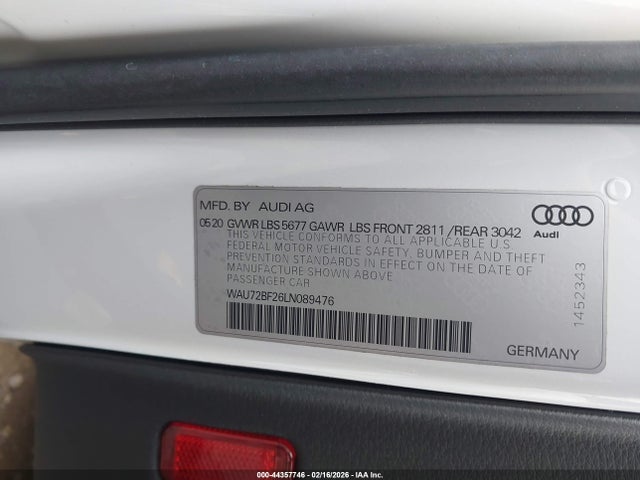 MFD. BY AUDI AG
0520 GVWR LBS 5677 GAWR LBS FRONT 2811 /REAR 3042
THIS VEHICLE CONFORMS TO ALL APPLICABLE U.S
FEDERAL MOTOR VEHICLE SAFETY, BUMPER, AND THEFT
PREVENTION STANDARDS IN EFFECT ON THE DATE OF
MANUFACTURE SHOWN ABOVE.
PASSENGER CAR
WAU72BF26LN089476
Audi
1452343
GERMANY
000-44357746 - 02/16/2026 - IAA Inc.